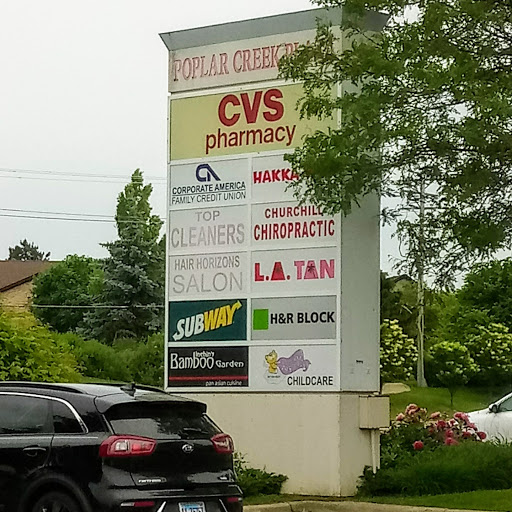 POPLAR CREEK
CVS
pharmacy
CORPORATE AMERICA
FAMILY CREDIT UNION
TOP
CLEANERS
CHURCHILL
CHIROPRACTIC
HAIR HORIZONS
SALON
L.A. TAN
SUBWAY
H&R BLOCK
Bamboo Garden
pan asian cuisine
CHILDCARE